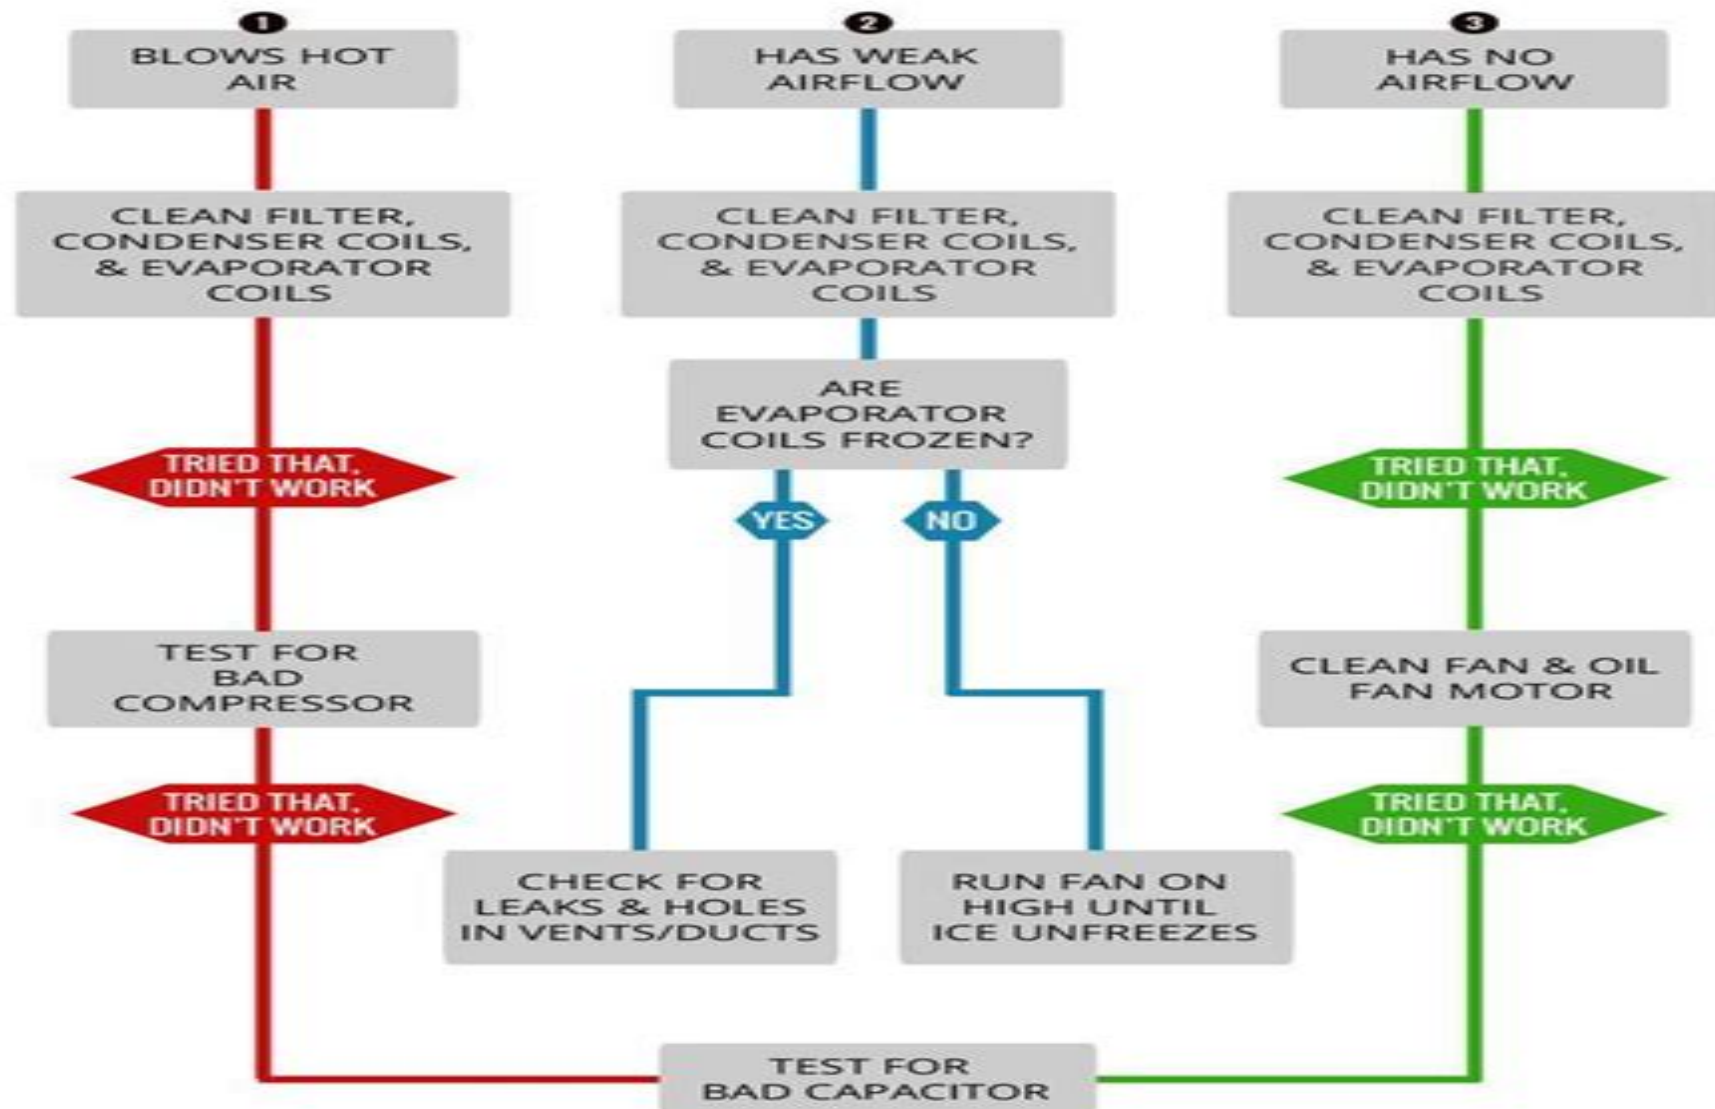 1
BLOWS HOT
AIR
CLEAN FILTER,
CONDENSER COILS,
& EVAPORATOR
COILS
TRIED THAT,
DIDN'T WORK
TEST FOR
BAD
COMPRESSOR
TRIED THAT,
DIDN'T WORK
2
HAS WEAK
AIRFLOW
CLEAN FILTER,
CONDENSER COILS,
& EVAPORATOR
COILS
ARE
EVAPORATOR
COILS FROZEN?
YES
NO
CHECK FOR
LEAKS & HOLES
IN VENTS/DUCTS
RUN FAN ON
HIGH UNTIL
ICE UNFREEZES
3
HAS NO
AIRFLOW
CLEAN FILTER,
CONDENSER COILS,
& EVAPORATOR
COILS
TRIED THAT,
DIDN'T WORK
CLEAN FAN & OIL
FAN MOTOR
TRIED THAT,
DIDN'T WORK
TEST FOR
BAD CAPACITOR